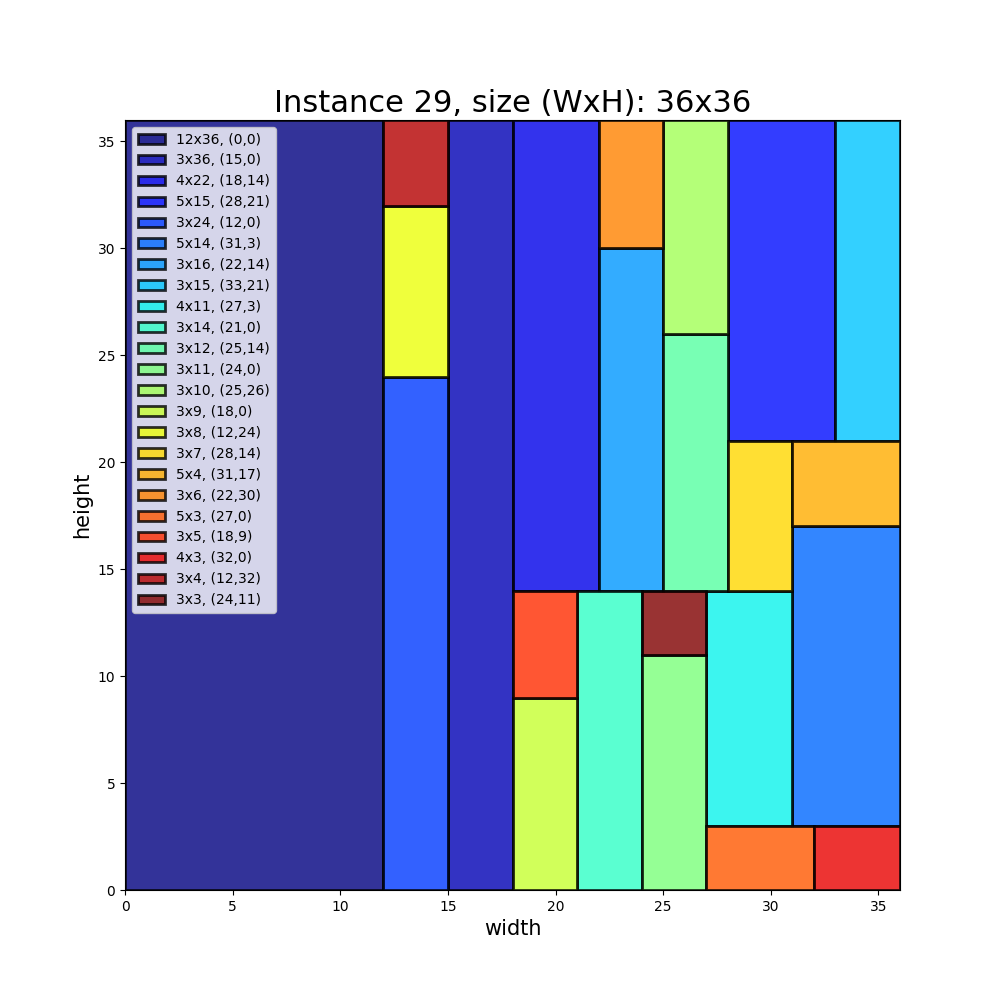 Instance 29, size (WxH): 36x36
12x36, (0,0)
3x36, (15,0)
4x22, (18,14)
5x15, (28,21)
3x24, (12,0)
5x14, (31,3)
3x16, (22,14)
3x15, (33,21)
4x11, (27,3)
3x14, (21,0)
3x12, (25,14)
3x11, (24,0)
3x10, (25,26)
3x9, (18,0)
3x8, (12,24)
3x7, (28,14)
5x4, (31,17)
3x6, (22,30)
5x3, (27,0)
3x5, (18,9)
4x3, (32,0)
3x4, (12,32)
3x3, (24,11)
35
30
25
20
15
10
5
0
height
0 5 10 15 20 25 30 35
width